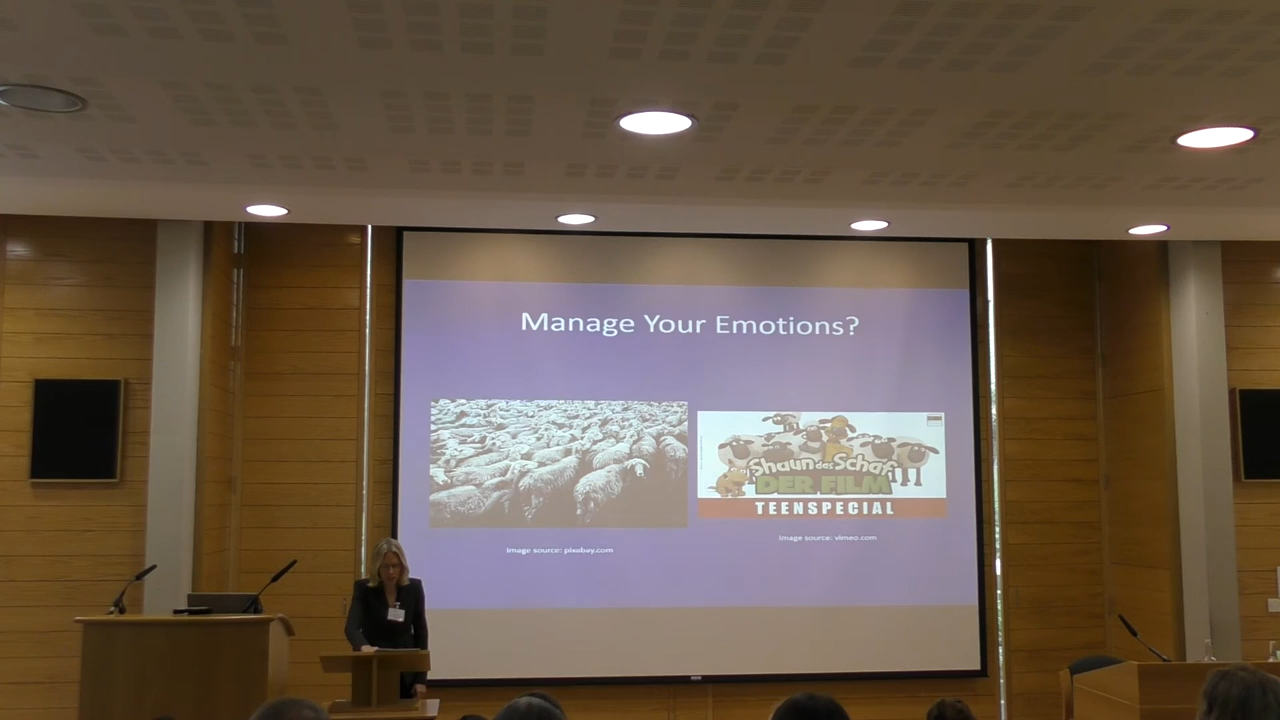 Manage Your Emotions?
Shaun das Schaf
DER FILM
TEENSPECIAL
Image source: pixabay.com
Image source: vimeo.com